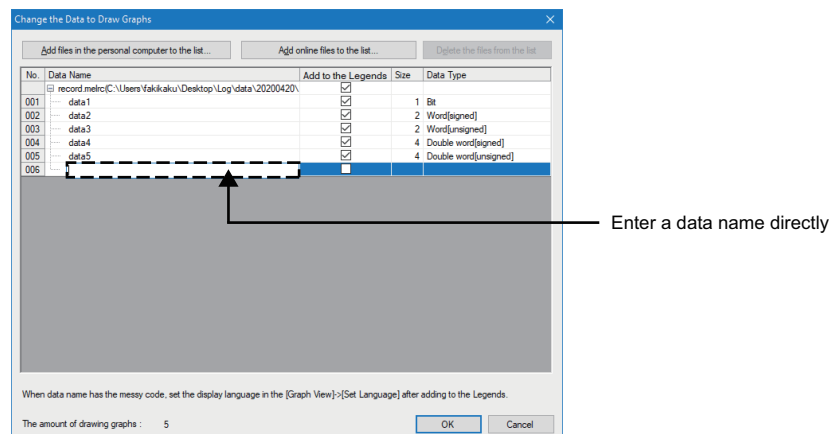 Change the Data to Draw Graphs
Add files in the personal computer to the list... Add online files to the list... Delete the files from the list
No. Data Name Add to the Legends Size Data Type
record.melrc(C:\Users\fakikaku\Desktop\Log\data\20200420\
001 data1 1 Bit
002 data2 2 Word[signed]
003 data3 2 Word[unsigned]
004 data4 4 Double word[signed]
005 data5 4 Double word[unsigned]
006
Enter a data name directly
When data name has the messy code, set the display language in the [Graph View]->[Set Language] after adding to the Legends.
The amount of drawing graphs : 5
OK Cancel